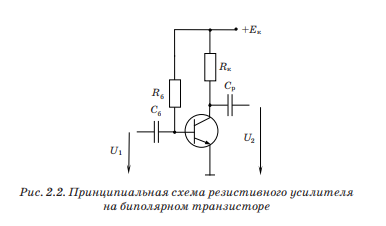 +Eк
Rк
Rб
Cр
Cб
U1
U2
Рис. 2.2. Принципиальная схема резистивного усилителя
на биполярном транзисторе